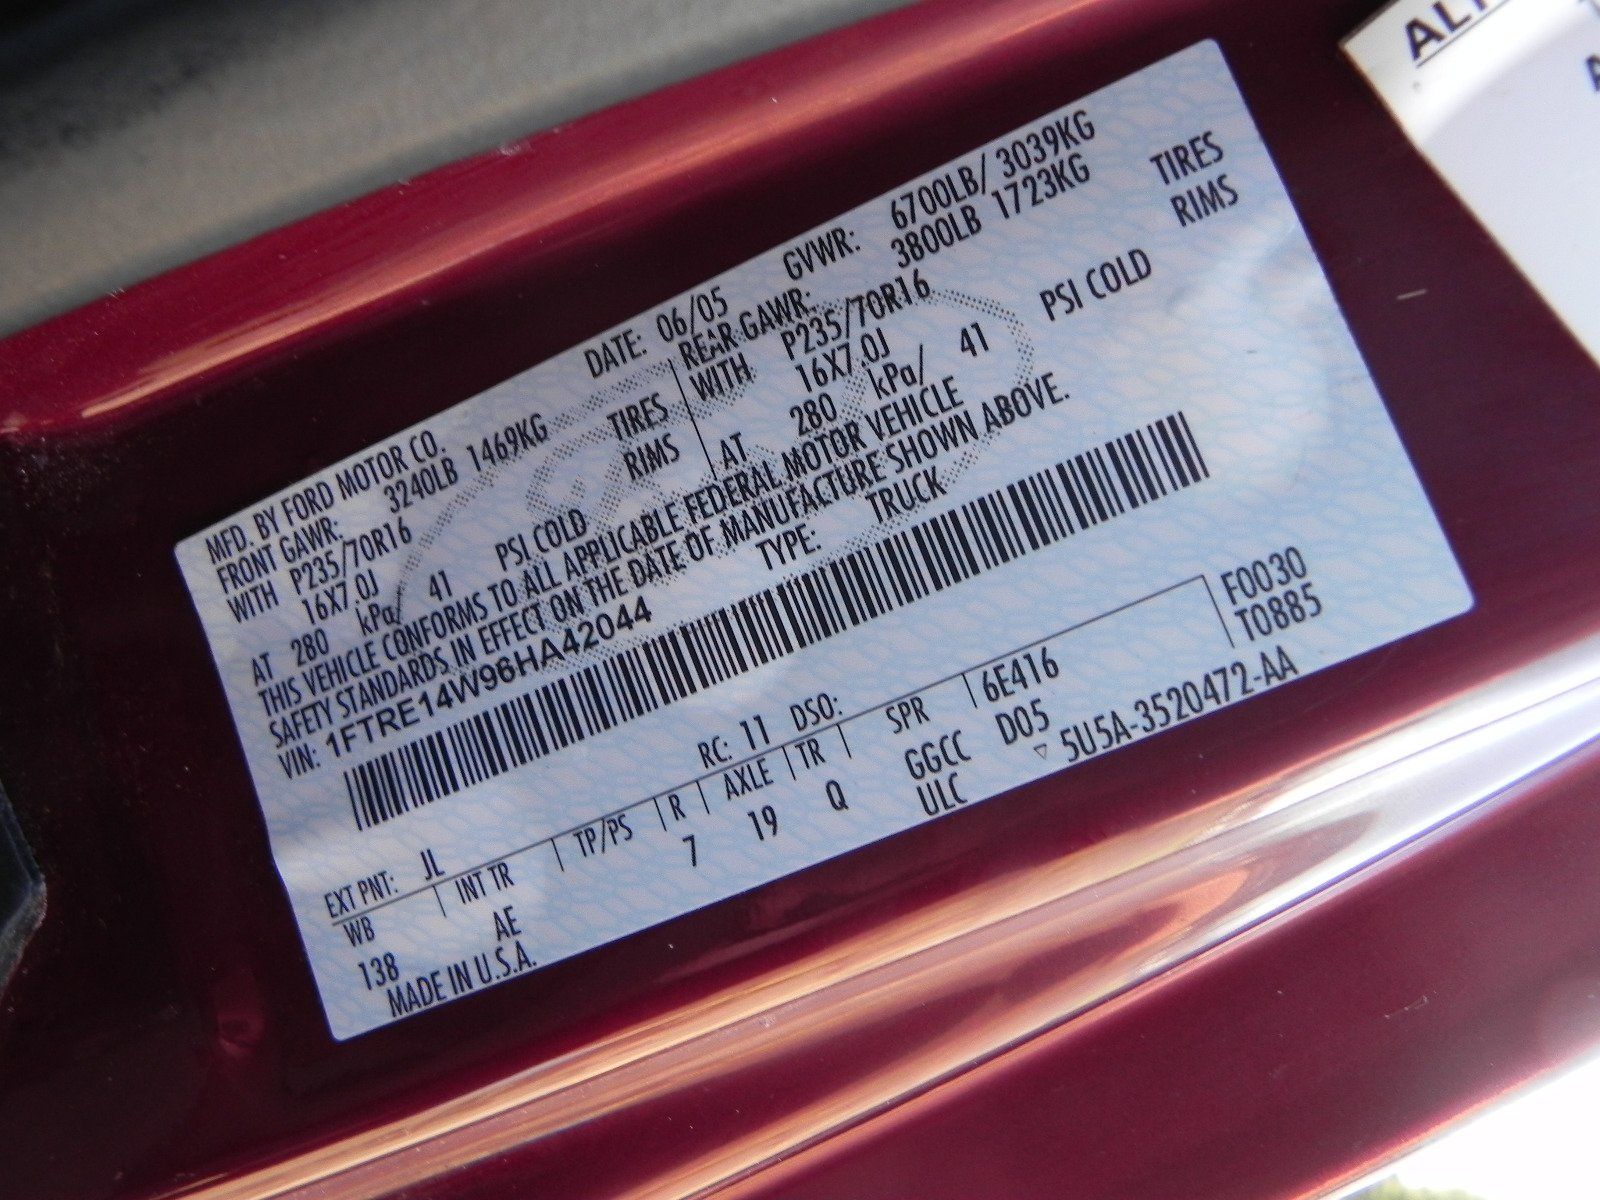 MFD. BY FORD MOTOR CO.
DATE: 06/05
GVWR: 6700LB/ 3039KG
FRONT GAWR: 3240LB 1469KG
REAR GAWR: 3800LB 1723KG
WITH P235/70R16 TIRES
WITH P235/70R16 TIRES
16X7.0J RIMS
16X7.0J RIMS
AT 280 kPa/ 41 PSI COLD
AT 280 kPa/ 41 PSI COLD
THIS VEHICLE CONFORMS TO ALL APPLICABLE FEDERAL MOTOR VEHICLE
SAFETY STANDARDS IN EFFECT ON THE DATE OF MANUFACTURE SHOWN ABOVE.
VIN: 1FTRE14W96HA42044
TYPE: TRUCK
F0030
T0885
EXT PNT: JL RC: 11 DSO:
WB INT TR TP/PS R AXLE TR SPR 6E416
138 AE 7 19 Q GGCC D05
ULC
MADE IN U.S.A.
▽ 5U5A-3520472-AA